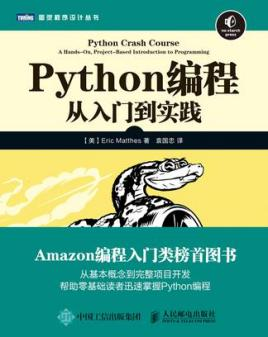 TURING
图灵程序设计丛书
no starch press
Python Crash Course
A Hands-On, Project-Based Introduction to Programming
Python编程
从入门到实践
【美】Eric Matthes 著
袁国忠 译
Amazon编程入门类榜首图书
从基本概念到完整项目开发
帮助零基础读者迅速掌握Python编程
中国工信出版集团
人民邮电出版社